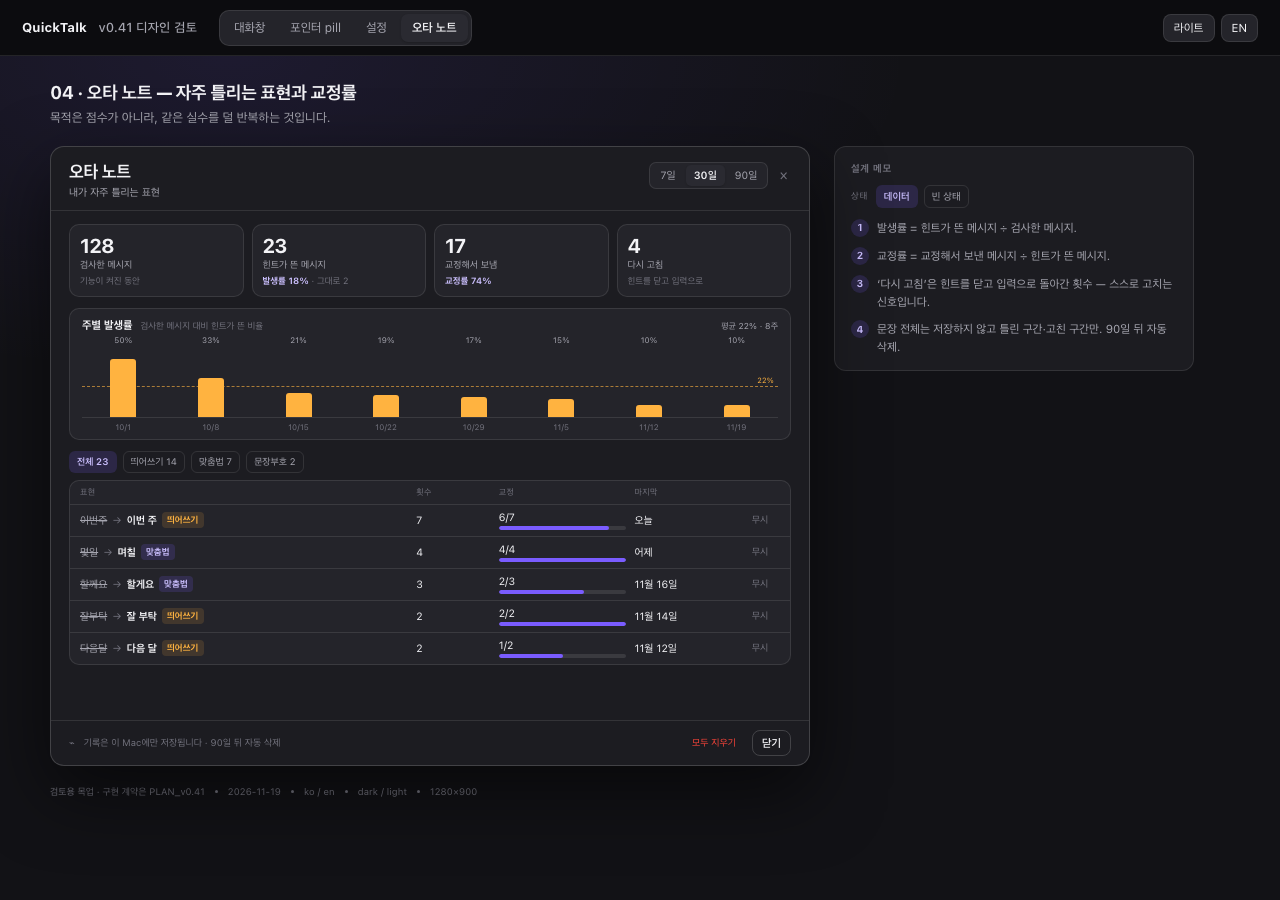 QuickTalk v0.41 디자인 검토 대화창 포인터 pill 설정 오타 노트 라이트 EN
04 · 오타 노트 — 자주 틀리는 표현과 교정률
목적은 점수가 아니라, 같은 실수를 덜 반복하는 것입니다.
오타 노트
내가 자주 틀리는 표현
7일 30일 90일 ×
128
검사한 메시지
기능이 켜진 동안
23
힌트가 뜬 메시지
발생률 18% · 그대로 2
17
교정해서 보냄
교정률 74%
4
다시 고침
힌트를 닫고 입력으로
주별 발생률 검사한 메시지 대비 힌트가 뜬 비율 평균 22% · 8주
50% 33% 21% 19% 17% 15% 10% 10%
22%
10/1 10/8 10/15 10/22 10/29 11/5 11/12 11/19
전체 23 띄어쓰기 14 맞춤법 7 문장부호 2
표현 횟수 교정 마지막
이번주 → 이번 주 띄어쓰기 7 6/7 오늘 무시
몇일 → 며칠 맞춤법 4 4/4 어제 무시
할께요 → 할게요 맞춤법 3 2/3 11월 16일 무시
잘부탁 → 잘 부탁 띄어쓰기 2 2/2 11월 14일 무시
다음달 → 다음 달 띄어쓰기 2 1/2 11월 12일 무시
기록은 이 Mac에만 저장됩니다 · 90일 뒤 자동 삭제 모두 지우기 닫기
설계 메모
상태 데이터 빈 상태
1 발생률 = 힌트가 뜬 메시지 ÷ 검사한 메시지.
2 교정률 = 교정해서 보낸 메시지 ÷ 힌트가 뜬 메시지.
3 ‘다시 고침’은 힌트를 닫고 입력으로 돌아간 횟수 — 스스로 고치는
신호입니다.
4 문장 전체는 저장하지 않고 틀린 구간·고친 구간만. 90일 뒤 자동
삭제.
검토용 목업 · 구현 계약은 PLAN_v0.41 • 2026-11-19 • ko / en • dark / light • 1280×900